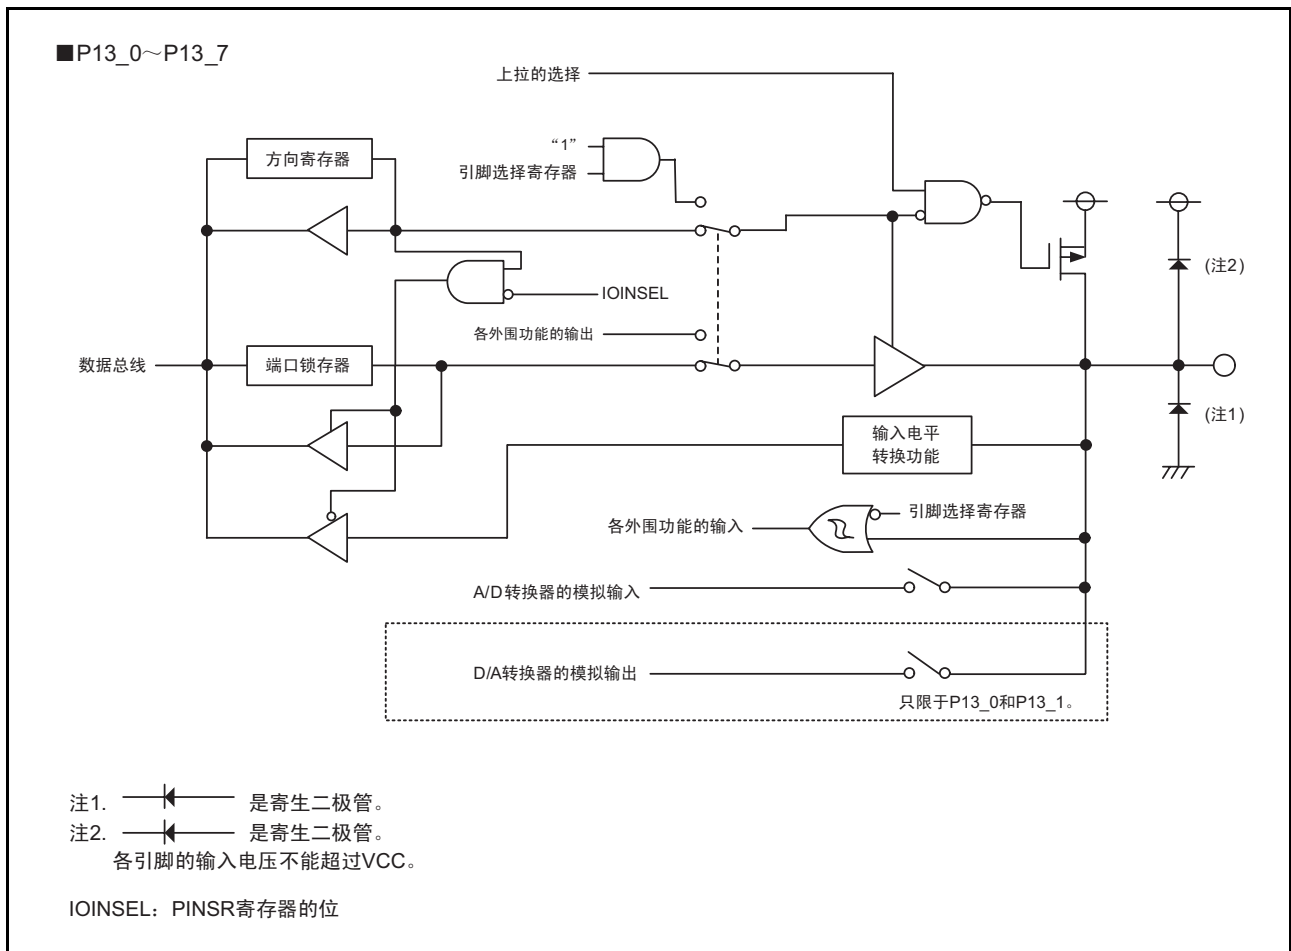 ■P13_0～P13_7
上拉的选择
“1”
引脚选择寄存器
方向寄存器
(注2)
IOINSEL
各外围功能的输出
数据总线
端口锁存器
(注1)
输入电平
转换功能
引脚选择寄存器
各外围功能的输入
A/D转换器的模拟输入
D/A转换器的模拟输出
只限于P13_0和P13_1。
注1. 是寄生二极管。
注2. 是寄生二极管。
各引脚的输入电压不能超过VCC。
IOINSEL：PINSR寄存器的位